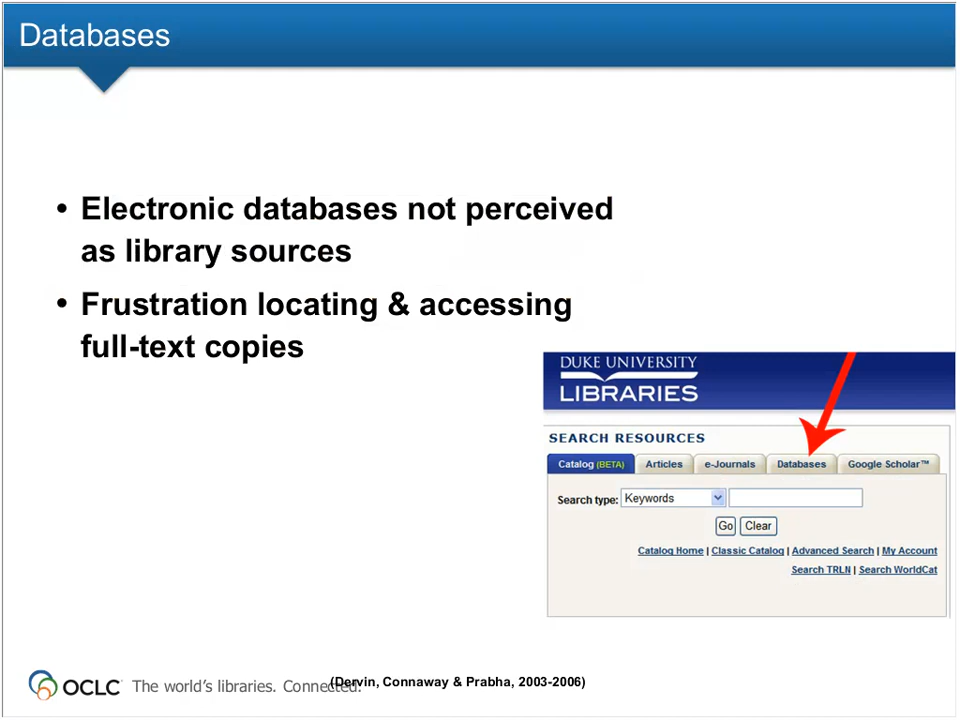 Databases
• Electronic databases not perceived
as library sources
• Frustration locating & accessing
full-text copies
DUKE UNIVERSITY
LIBRARIES
SEARCH RESOURCES
Catalog (BETA) Articles e-Journals Databases Google Scholar™
Search type: Keywords
Go Clear
Catalog Home | Classic Catalog | Advanced Search | My Account
Search TRLN | Search WorldCat
OCLC The world's libraries. Connected.
(Dervin, Connaway & Prabha, 2003-2006)